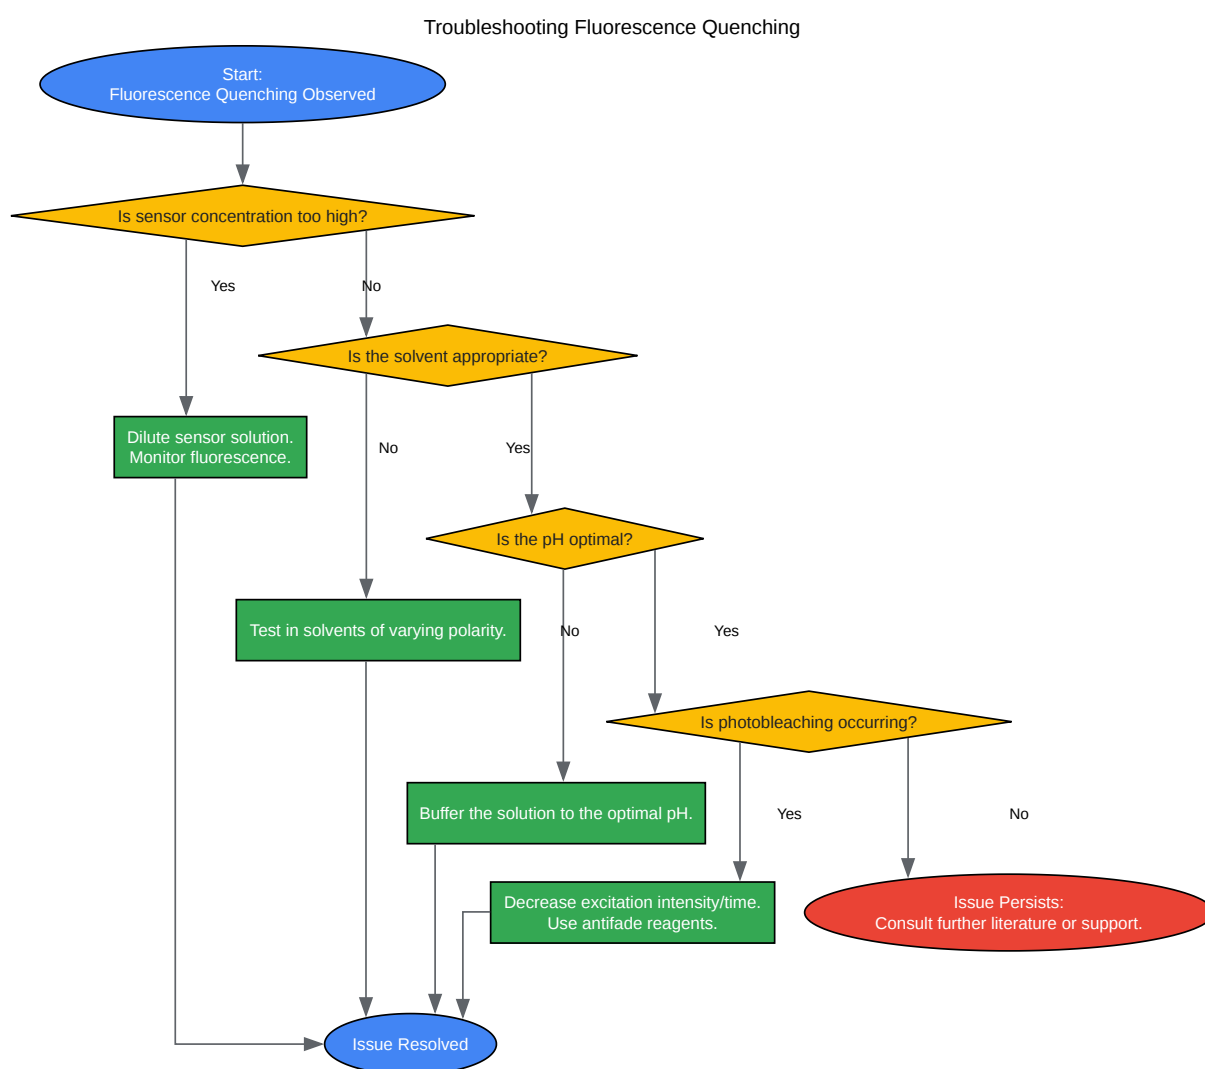 Troubleshooting Fluorescence Quenching
Start:
Fluorescence Quenching Observed
Is sensor concentration too high?
Yes
No
Is the solvent appropriate?
Dilute sensor solution.
Monitor fluorescence.
No
Yes
Is the pH optimal?
Test in solvents of varying polarity.
No
Yes
Is photobleaching occurring?
Buffer the solution to the optimal pH.
Yes
No
Decrease excitation intensity/time.
Use antifade reagents.
Issue Persists:
Consult further literature or support.
Issue Resolved